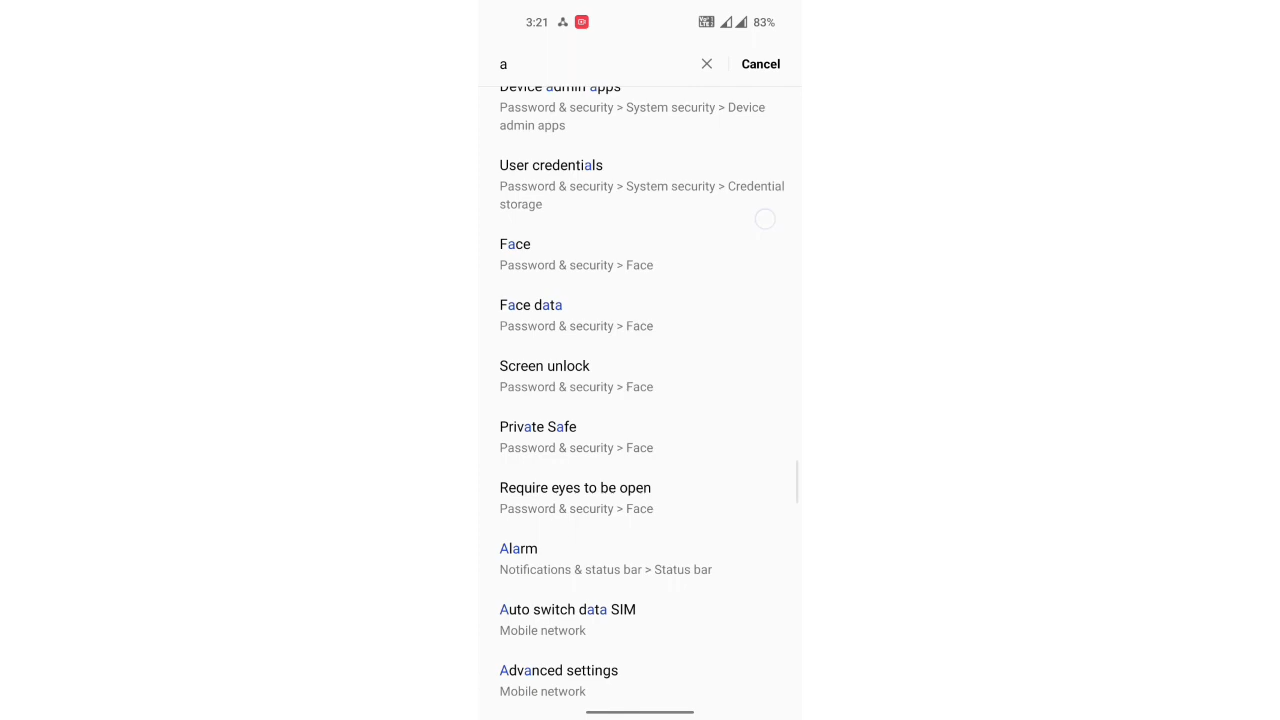 3:21
83%
a
Cancel
Device admin apps
Password & security > System security > Device
admin apps
User credentials
Password & security > System security > Credential
storage
Face
Password & security > Face
Face data
Password & security > Face
Screen unlock
Password & security > Face
Private Safe
Password & security > Face
Require eyes to be open
Password & security > Face
Alarm
Notifications & status bar > Status bar
Auto switch data SIM
Mobile network
Advanced settings
Mobile network